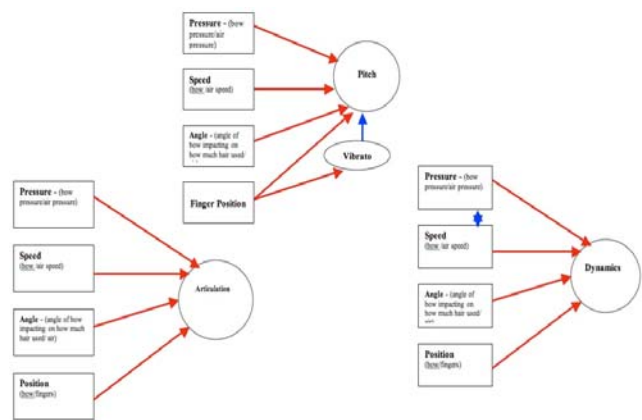 Pressure - (bow
pressure/air
pressure)
Speed
(bow /air speed)
Angle - (angle of
bow impacting on
how much hair used/
Finger Position
Pitch
Vibrato
Pressure - (bow
pressure/air pressure)
Speed
(bow /air speed)
Angle - (angle of bow
impacting on how much
hair used/ air)
Position
(bow/fingers)
Articulation
Pressure - (bow
pressure/air pressure)
Speed
(bow /air speed)
Angle - (angle of
bow impacting on
how much hair used/
Position
(bow/fingers)
Dynamics